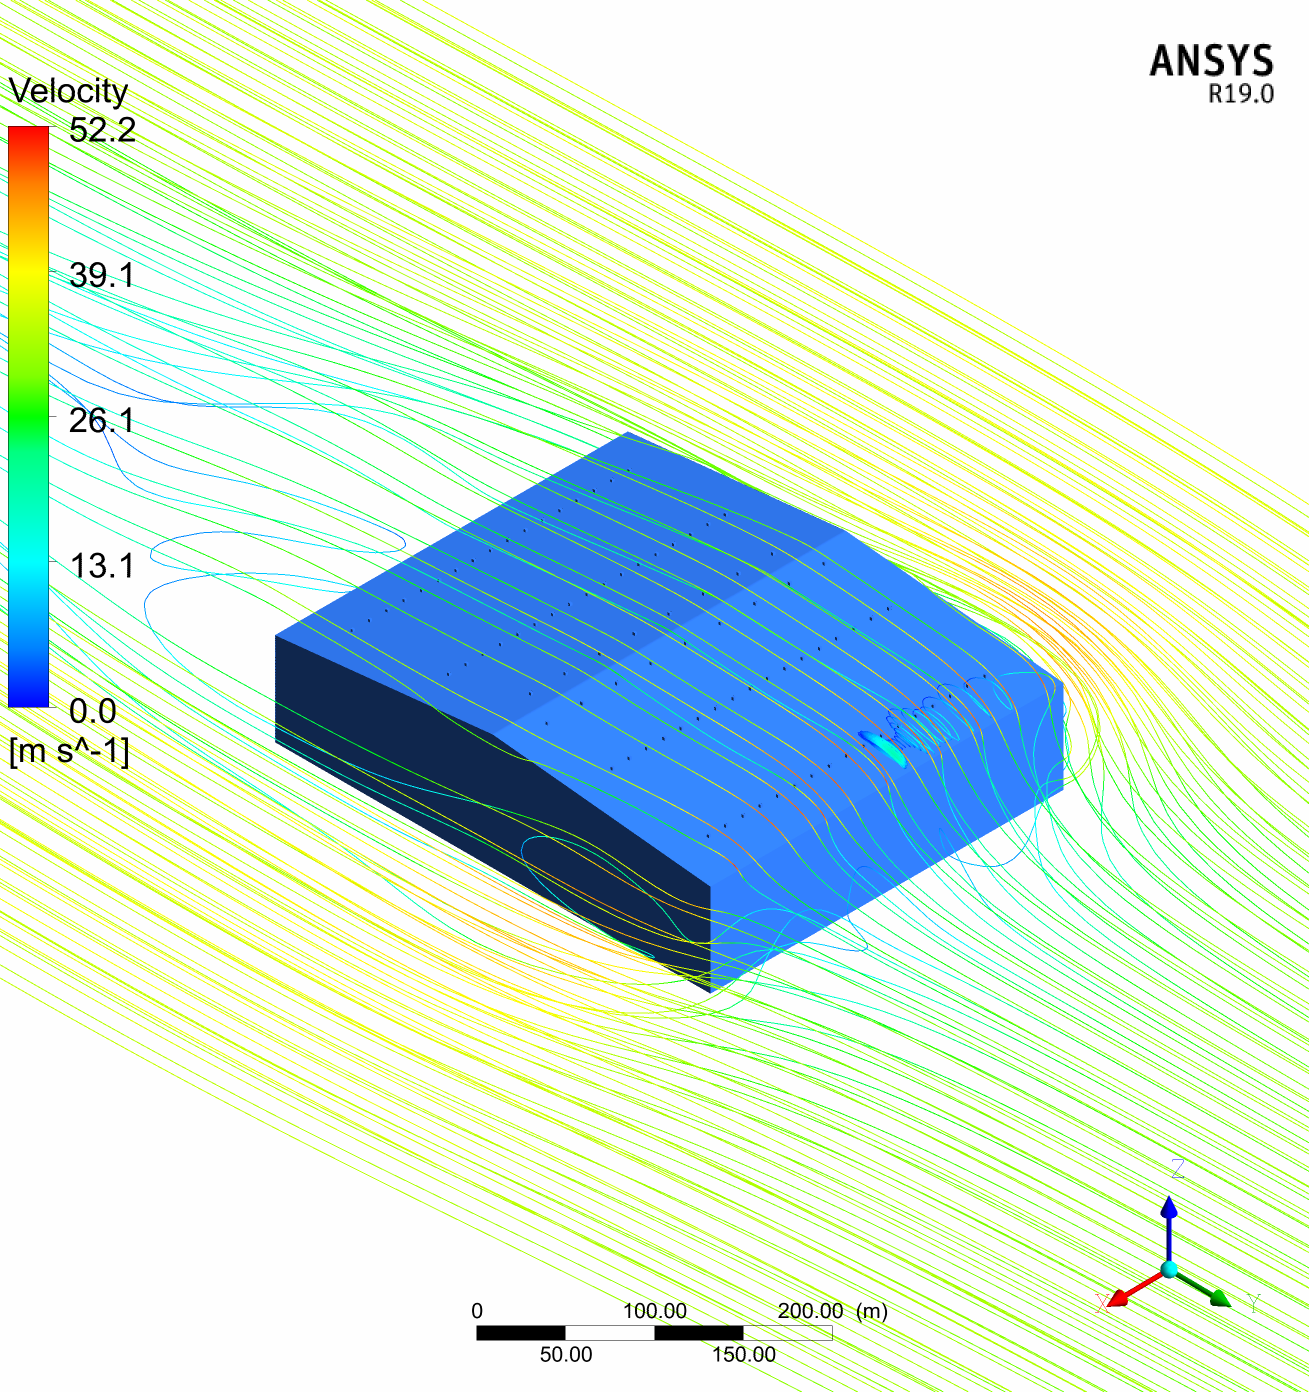 ANSYS
R19.0
Velocity
52.2
39.1
26.1
13.1
0.0
[m s^-1]
Z
X
Y
0 100.00 200.00 (m)
50.00 150.00